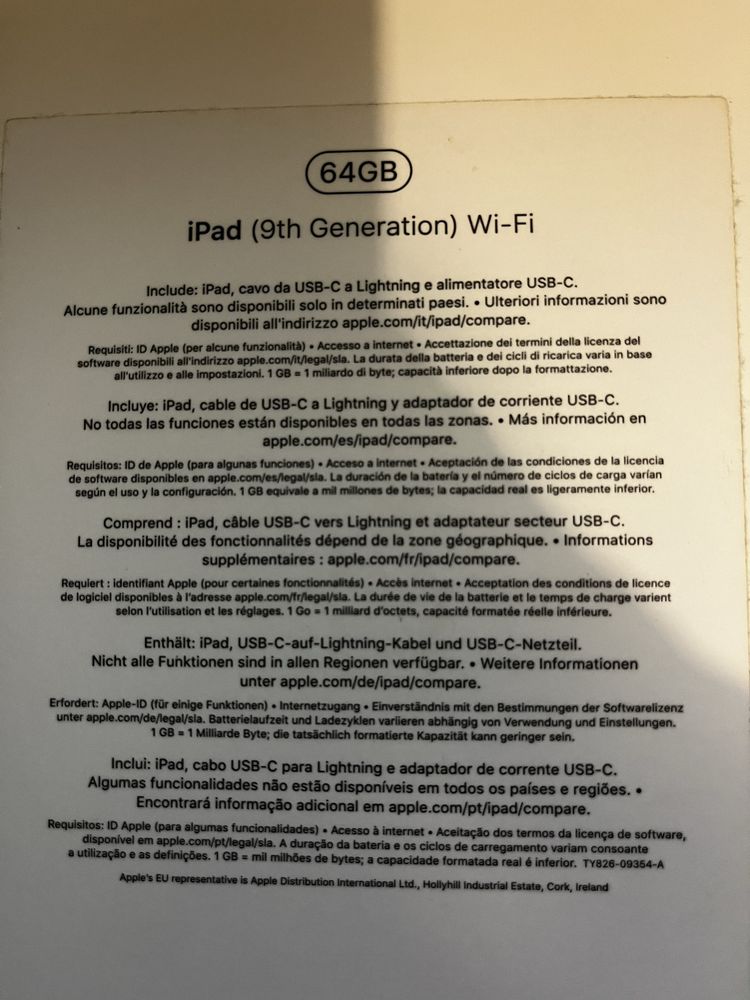 64GB
iPad (9th Generation) Wi-Fi
Include: iPad, cavo da USB-C a Lightning e alimentatore USB-C.
Alcune funzionalità sono disponibili solo in determinati paesi. • Ulteriori informazioni sono
disponibili all'indirizzo apple.com/it/ipad/compare.
Requisiti: ID Apple (per alcune funzionalità) • Accesso a internet • Accettazione dei termini della licenza del
software disponibili all'indirizzo apple.com/it/legal/sla. La durata della batteria e dei cicli di ricarica varia in base
all'utilizzo e alle impostazioni. 1 GB = 1 miliardo di byte; capacità inferiore dopo la formattazione.
Incluye: iPad, cable de USB-C a Lightning y adaptador de corriente USB-C.
No todas las funciones están disponibles en todas las zonas. • Más información en
apple.com/es/ipad/compare.
Requisitos: ID de Apple (para algunas funciones) • Acceso a internet • Aceptación de las condiciones de la licencia
de software disponibles en apple.com/es/legal/sla. La duración de la batería y el número de ciclos de carga varían
según el uso y la configuración. 1 GB equivale a mil millones de bytes; la capacidad real es ligeramente inferior.
Comprend : iPad, câble USB-C vers Lightning et adaptateur secteur USB-C.
La disponibilité des fonctionnalités dépend de la zone géographique. • Informations
supplémentaires : apple.com/fr/ipad/compare.
Requiert : identifiant Apple (pour certaines fonctionnalités) • Accès internet • Acceptation des conditions de licence
de logiciel disponibles à l'adresse apple.com/fr/legal/sla. La durée de vie de la batterie et le temps de charge varient
selon l'utilisation et les réglages. 1 Go = 1 milliard d'octets, capacité formatée réelle inférieure.
Enthält: iPad, USB-C-auf-Lightning-Kabel und USB-C-Netzteil.
Nicht alle Funktionen sind in allen Regionen verfügbar. • Weitere Informationen
unter apple.com/de/ipad/compare.
Erfordert: Apple-ID (für einige Funktionen) • Internetzugang • Einverständnis mit den Bestimmungen der Softwarelizenz
unter apple.com/de/legal/sla. Batterielaufzeit und Ladezyklen variieren abhängig von Verwendung und Einstellungen.
1 GB = 1 Milliarde Byte; die tatsächlich formatierte Kapazität kann geringer sein.
Inclui: iPad, cabo USB-C para Lightning e adaptador de corrente USB-C.
Algumas funcionalidades não estão disponíveis em todos os países e regiões. •
Encontrará informação adicional em apple.com/pt/ipad/compare.
Requisitos: ID Apple (para algumas funcionalidades) • Acesso à internet • Aceitação dos termos da licença de software,
disponível em apple.com/pt/legal/sla. A duração da bateria e os ciclos de carregamento variam consoante
a utilização e as definições. 1 GB = mil milhões de bytes; a capacidade formatada real é inferior. TY826-09354-A
Apple's EU representative is Apple Distribution International Ltd., Hollyhill Industrial Estate, Cork, Ireland